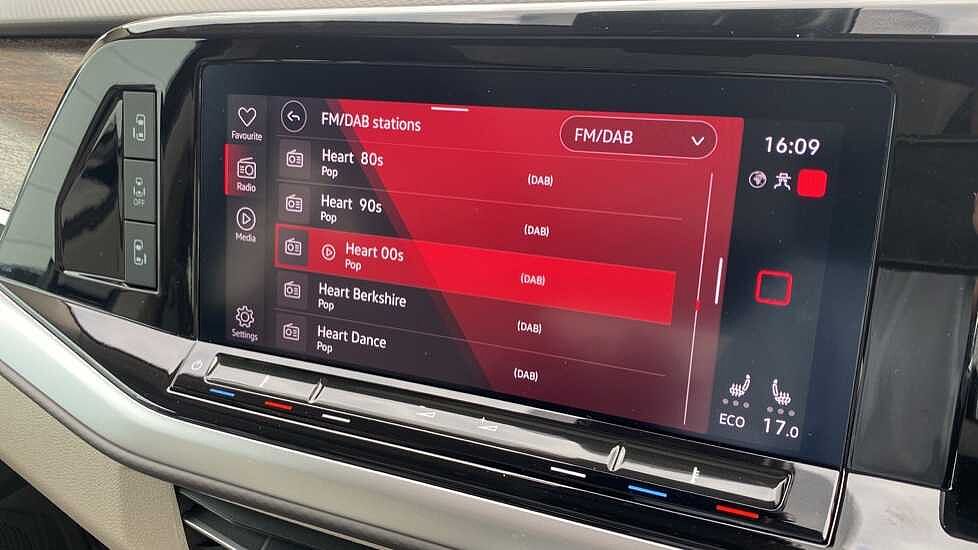 FM/DAB stations
FM/DAB
16:09
Favourite
Radio
Media
Settings
Heart 80s
Pop
(DAB)
Heart 90s
Pop
(DAB)
Heart 00s
Pop
(DAB)
Heart Berkshire
Pop
(DAB)
Heart Dance
Pop
(DAB)
OFF
ECO
17.0